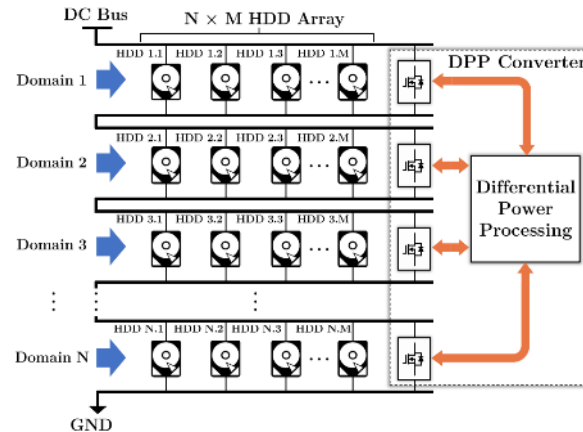 DC Bus
N × M HDD Array
HDD 1.1 HDD 1.2 HDD 1.3 HDD 1.M
DPP Converter
Domain 1
...
HDD 2.1 HDD 2.2 HDD 2.3 HDD 2.M
Domain 2
...
Differential
Power
Processing
HDD 3.1 HDD 3.2 HDD 3.3 HDD 3.M
Domain 3
...
HDD N.1 HDD N.2 HDD N.3 HDD N.M
Domain N
...
GND